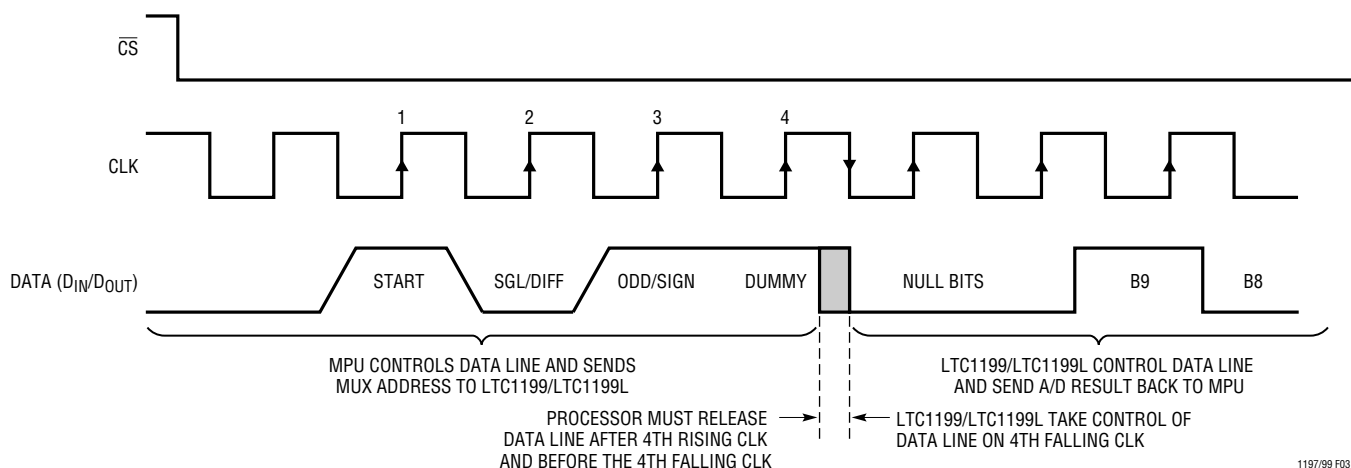 CS
1 2 3 4
CLK
DATA (DIN/DOUT)
START SGL/DIFF ODD/SIGN DUMMY NULL BITS B9 B8
MPU CONTROLS DATA LINE AND SENDS
MUX ADDRESS TO LTC1199/LTC1199L
LTC1199/LTC1199L CONTROL DATA LINE
AND SEND A/D RESULT BACK TO MPU
PROCESSOR MUST RELEASE
DATA LINE AFTER 4TH RISING CLK
AND BEFORE THE 4TH FALLING CLK
LTC1199/LTC1199L TAKE CONTROL OF
DATA LINE ON 4TH FALLING CLK
1197/99 F03